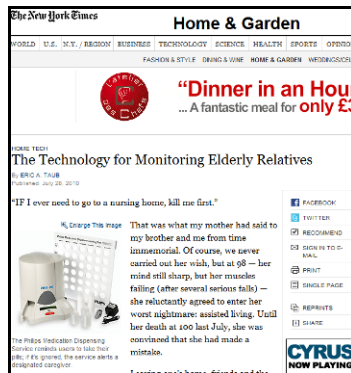 The New York Times
Home & Garden
WORLD U.S. N.Y. / REGION BUSINESS TECHNOLOGY SCIENCE HEALTH SPORTS OPINIO
FASHION & STYLE DINING & WINE HOME & GARDEN WEDDINGS/CEL
L'atelier des Chefs
"Dinner in an Hou
... A fantastic meal for only £
HOME TECH
The Technology for Monitoring Elderly Relatives
By ERIC A. TAUB
Published: July 28, 2010
"IF I ever need to go to a nursing home, kill me first."
Enlarge This Image
The Philips Medication Dispensing
Service reminds users to take their
pills; if it's ignored, the service alerts a
designated caregiver.
That was what my mother had said to
my brother and me from time
immemorial. Of course, we never
carried out her wish, but at 98 — her
mind still sharp, but her muscles
failing (after several serious falls) —
she reluctantly agreed to enter her
worst nightmare: assisted living. Until
her death at 100 last July, she was
convinced that she had made a
mistake.
FACEBOOK
TWITTER
RECOMMEND
SIGN IN TO E-
MAIL
PRINT
SINGLE PAGE
REPRINTS
SHARE
CYRUS
NOW PLAYING